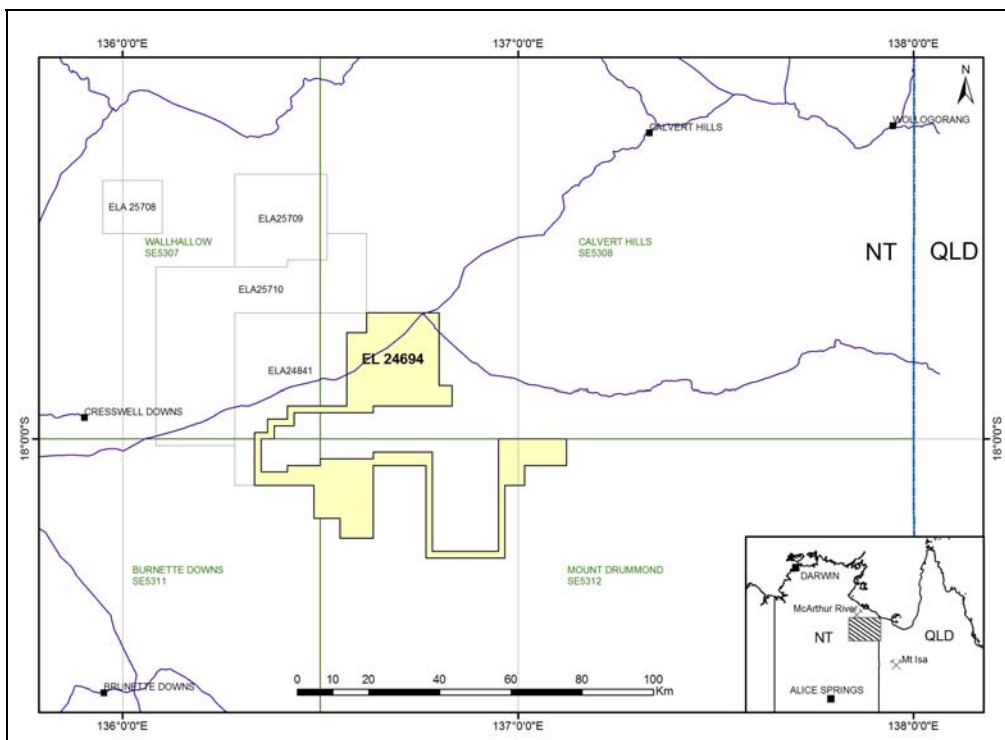 136°0'0"E
137°0'0"E
138°0'0"E
N
WOLLOGORANG
CALVERT HILLS
ELA 25708
ELA25709
WALLHALLOW
SE5307
CALVERT HILLS
SE5308
NT
QLD
ELA25710
EL 24694
ELA24841
CRESSWELL DOWNS
18°0'0"S
18°0'0"S
BURNETTE DOWNS
SE5311
MOUNT DRUMMOND
SE5312
DARWIN
McArthur River
NT
QLD
Mt Isa
ALICE SPRINGS
BRUNETTE DOWNS
0 10 20 40 60 80 100
Km
136°0'0"E
137°0'0"E
138°0'0"E